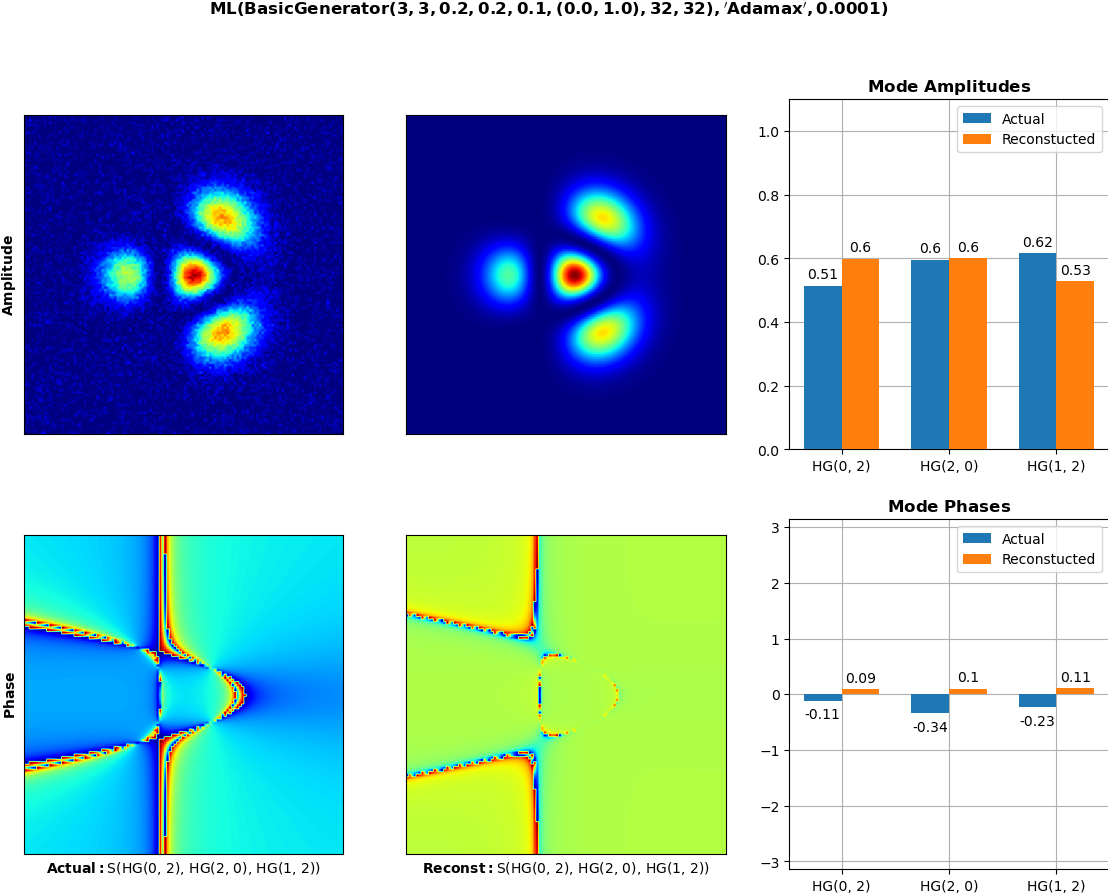 ML(BasicGenerator(3, 3, 0.2, 0.2, 0.1, (0.0, 1.0), 32, 32), ′Adamax′, 0.0001)
Amplitude
Mode Amplitudes
Actual
Reconstucted
1.0
0.8
0.6
0.4
0.2
0.0
0.51
0.6
0.6
0.6
0.62
0.53
HG(0, 2)
HG(2, 0)
HG(1, 2)
Phase
Actual: S(HG(0, 2), HG(2, 0), HG(1, 2))
Reconst: S(HG(0, 2), HG(2, 0), HG(1, 2))
Mode Phases
Actual
Reconstucted
3
2
1
0
−1
−2
−3
-0.11
0.09
-0.34
0.1
-0.23
0.11
HG(0, 2)
HG(2, 0)
HG(1, 2)